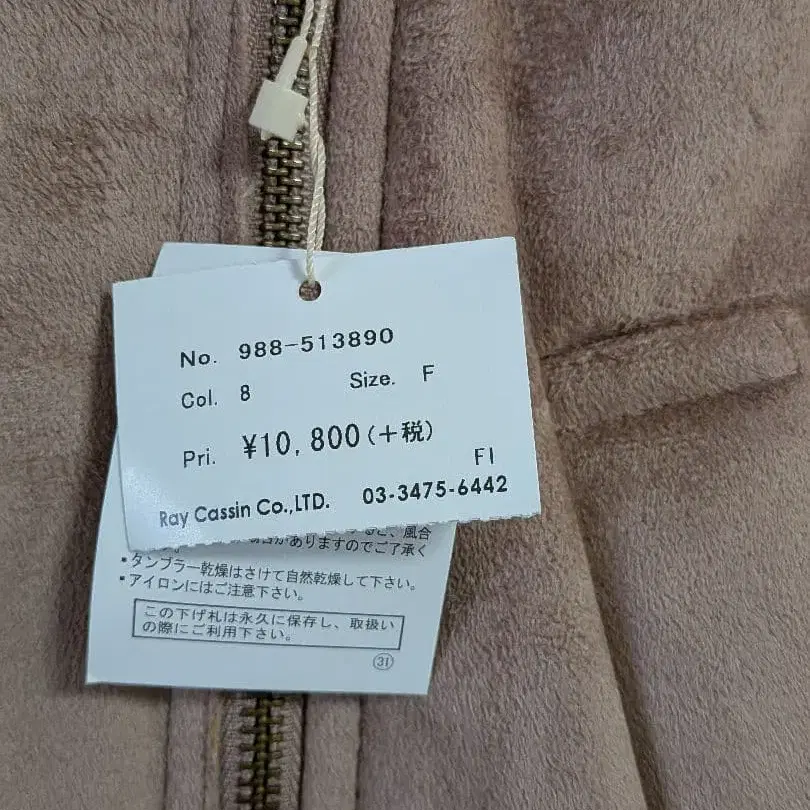 No. 988-513890
Col. 8 Size. F
Pri. ¥10,800(+税)
FI
Ray Cassin Co.,LTD. 03-3475-6442
風合
がありますのでご了承く
▪タンブラー乾燥はさけて自然乾燥して下さい。
▪アイロンにはご注意下さい。
この下げ札は永久に保存し、取扱い
の際にご利用下さい。
31